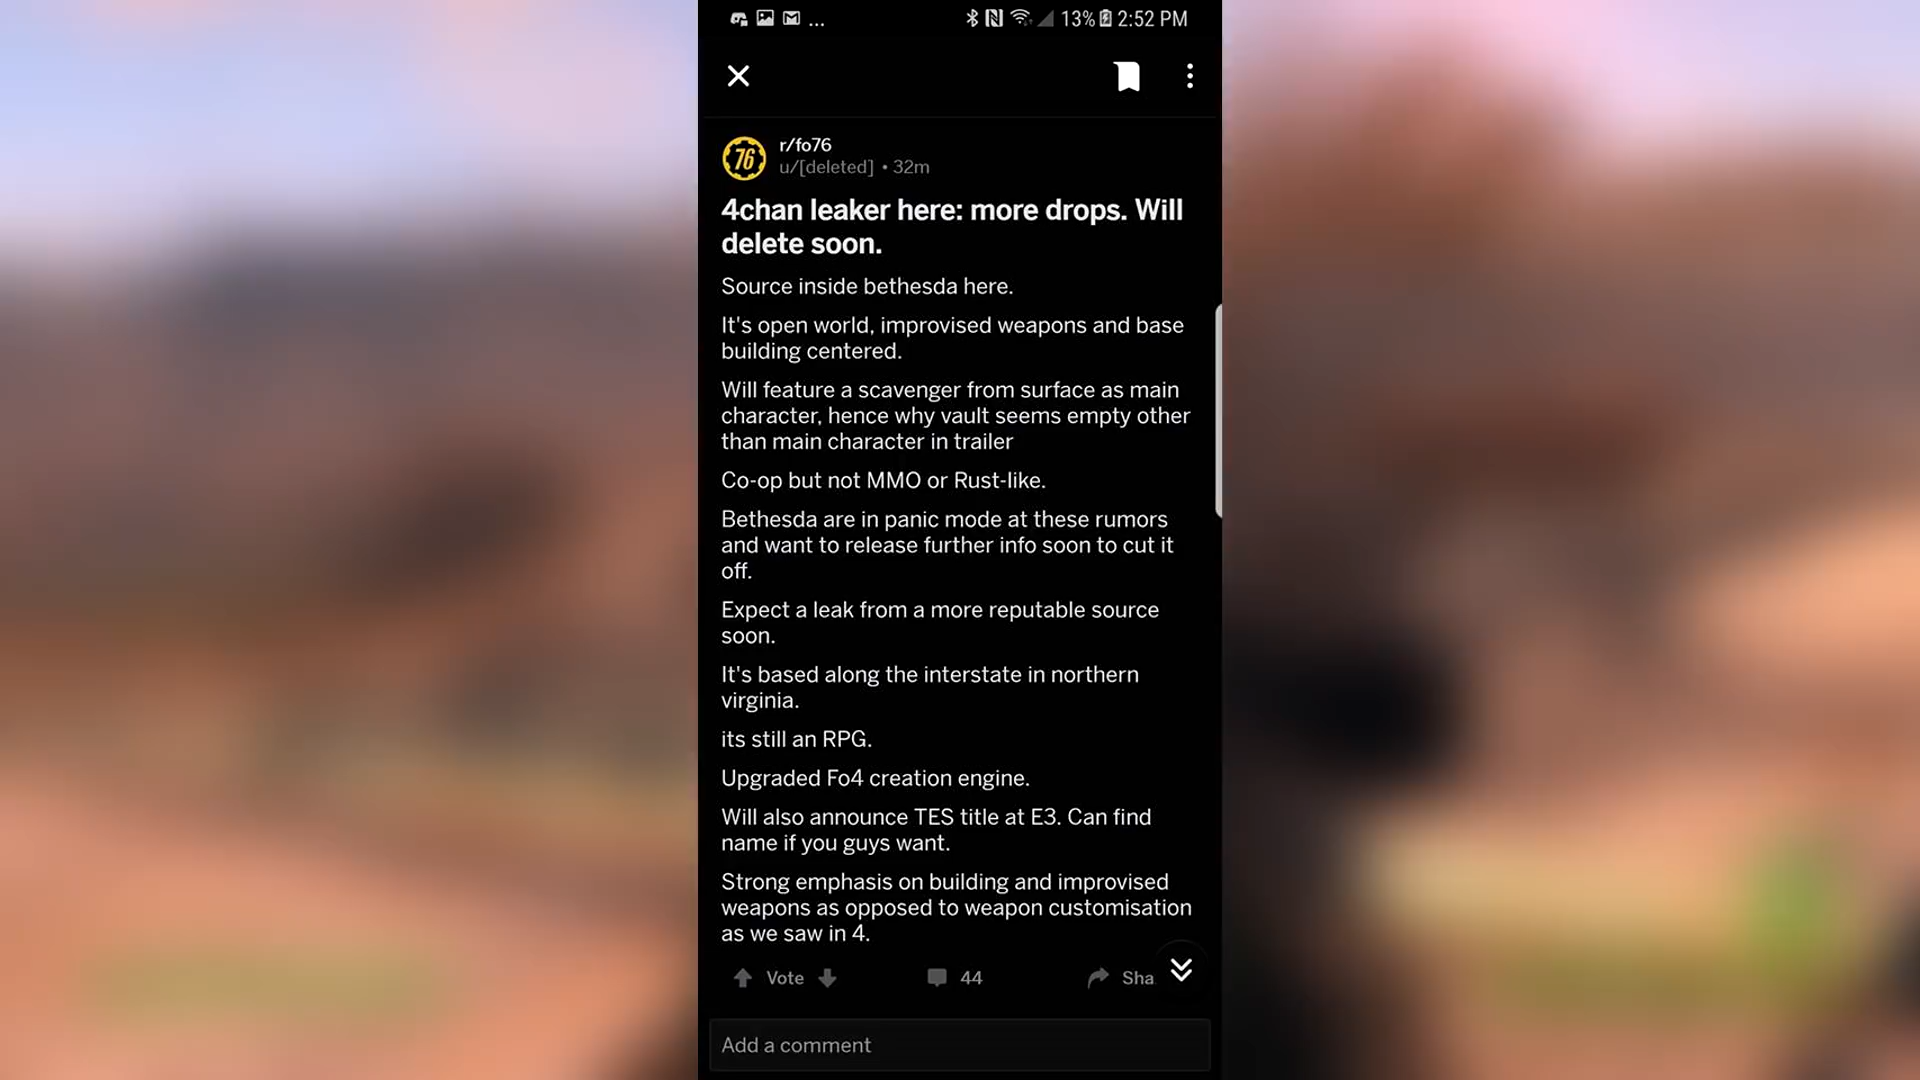 ... 13% 2:52 PM
r/fo76
76
u/[deleted] • 32m
4chan leaker here: more drops. Will
delete soon.
Source inside bethesda here.
It's open world, improvised weapons and base
building centered.
Will feature a scavenger from surface as main
character, hence why vault seems empty other
than main character in trailer
Co-op but not MMO or Rust-like.
Bethesda are in panic mode at these rumors
and want to release further info soon to cut it
off.
Expect a leak from a more reputable source
soon.
It's based along the interstate in northern
virginia.
its still an RPG.
Upgraded Fo4 creation engine.
Will also announce TES title at E3. Can find
name if you guys want.
Strong emphasis on building and improvised
weapons as opposed to weapon customisation
as we saw in 4.
Vote 44 Sha
Add a comment